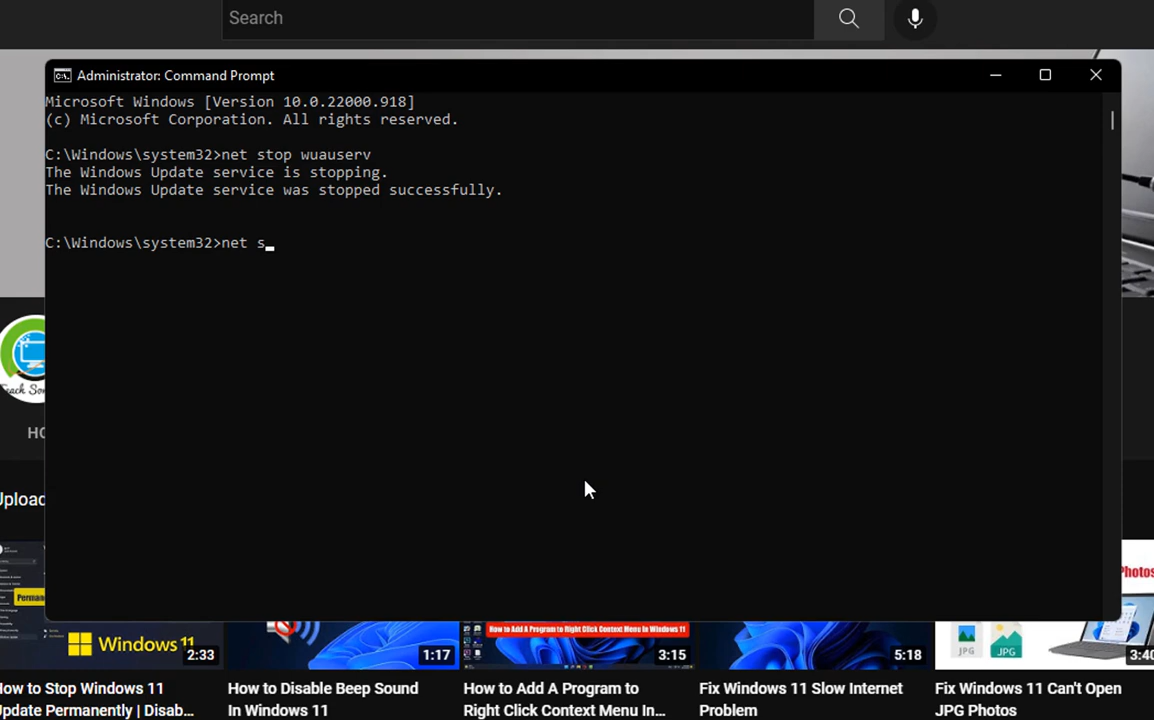 Search
Administrator: Command Prompt
Microsoft Windows [Version 10.0.22000.918]
(c) Microsoft Corporation. All rights reserved.
C:\Windows\system32>net stop wuauserv
The Windows Update service is stopping.
The Windows Update service was stopped successfully.
C:\Windows\system32>net s_
HO
Upload
Photos
Windows 11
2:33
1:17
How to Add A Program to Right Click Context Menu In Windows 11
3:15
5:18
JPG
JPG
3:40
How to Stop Windows 11
Update Permanently | Disab...
How to Disable Beep Sound
In Windows 11
How to Add A Program to
Right Click Context Menu In...
Fix Windows 11 Slow Internet
Problem
Fix Windows 11 Can't Open
JPG Photos